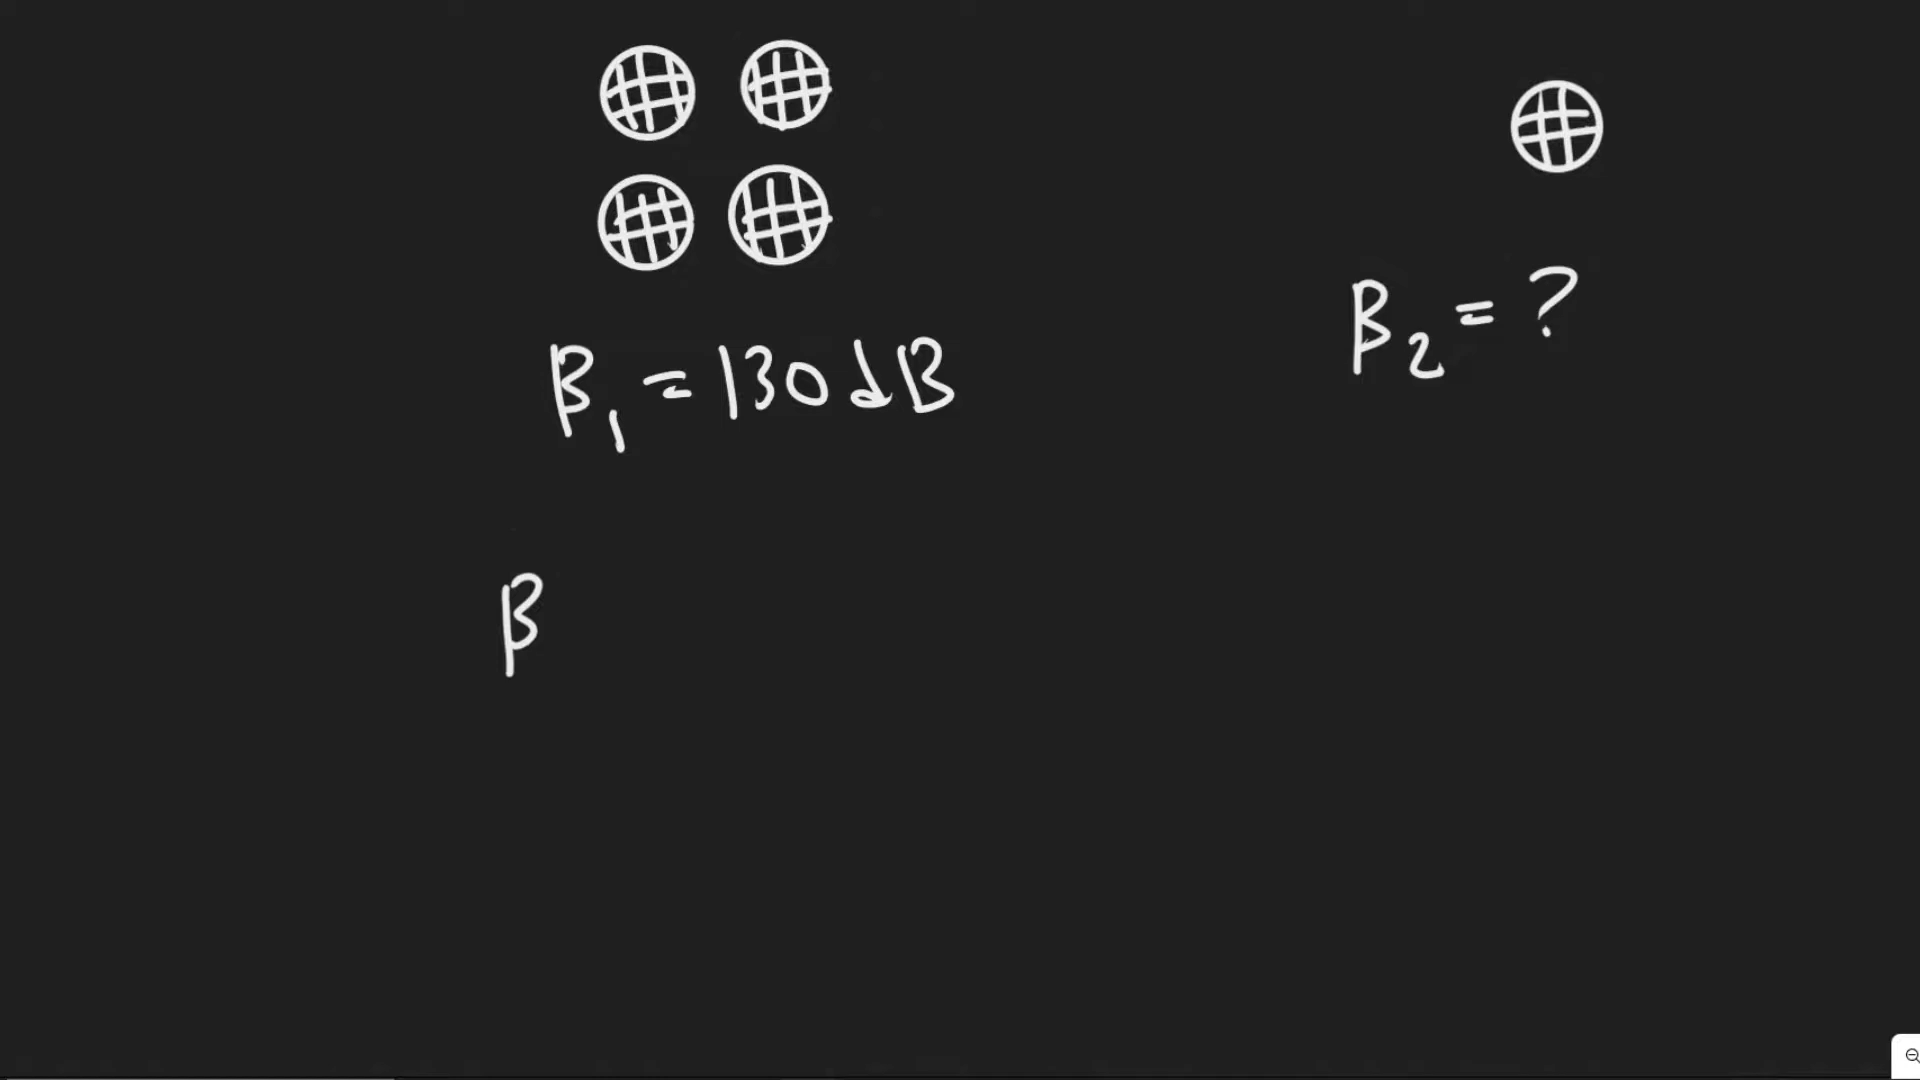 β₁ = 130 dB
β₂ = ?
β